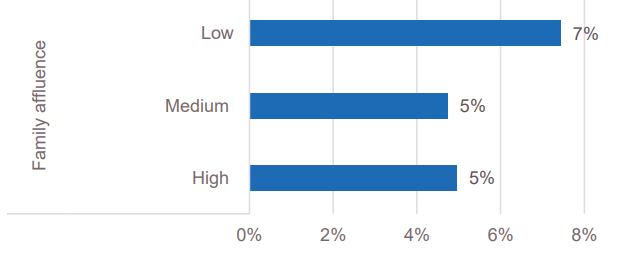 Family affluence
Low 7%
Medium 5%
High 5%
0% 2% 4% 6% 8%